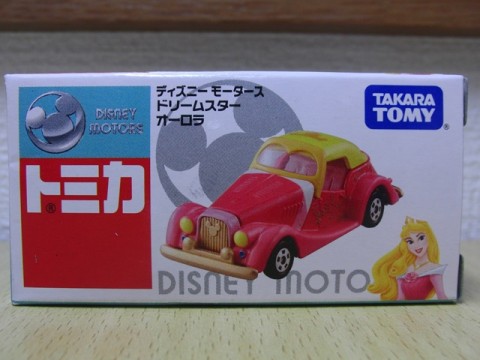 DISNEY
MOTORS
トミカ
®
ディズニー モータース
ドリームスター
オーロラ
TAKARA
TOMY
DISNEY MOTO